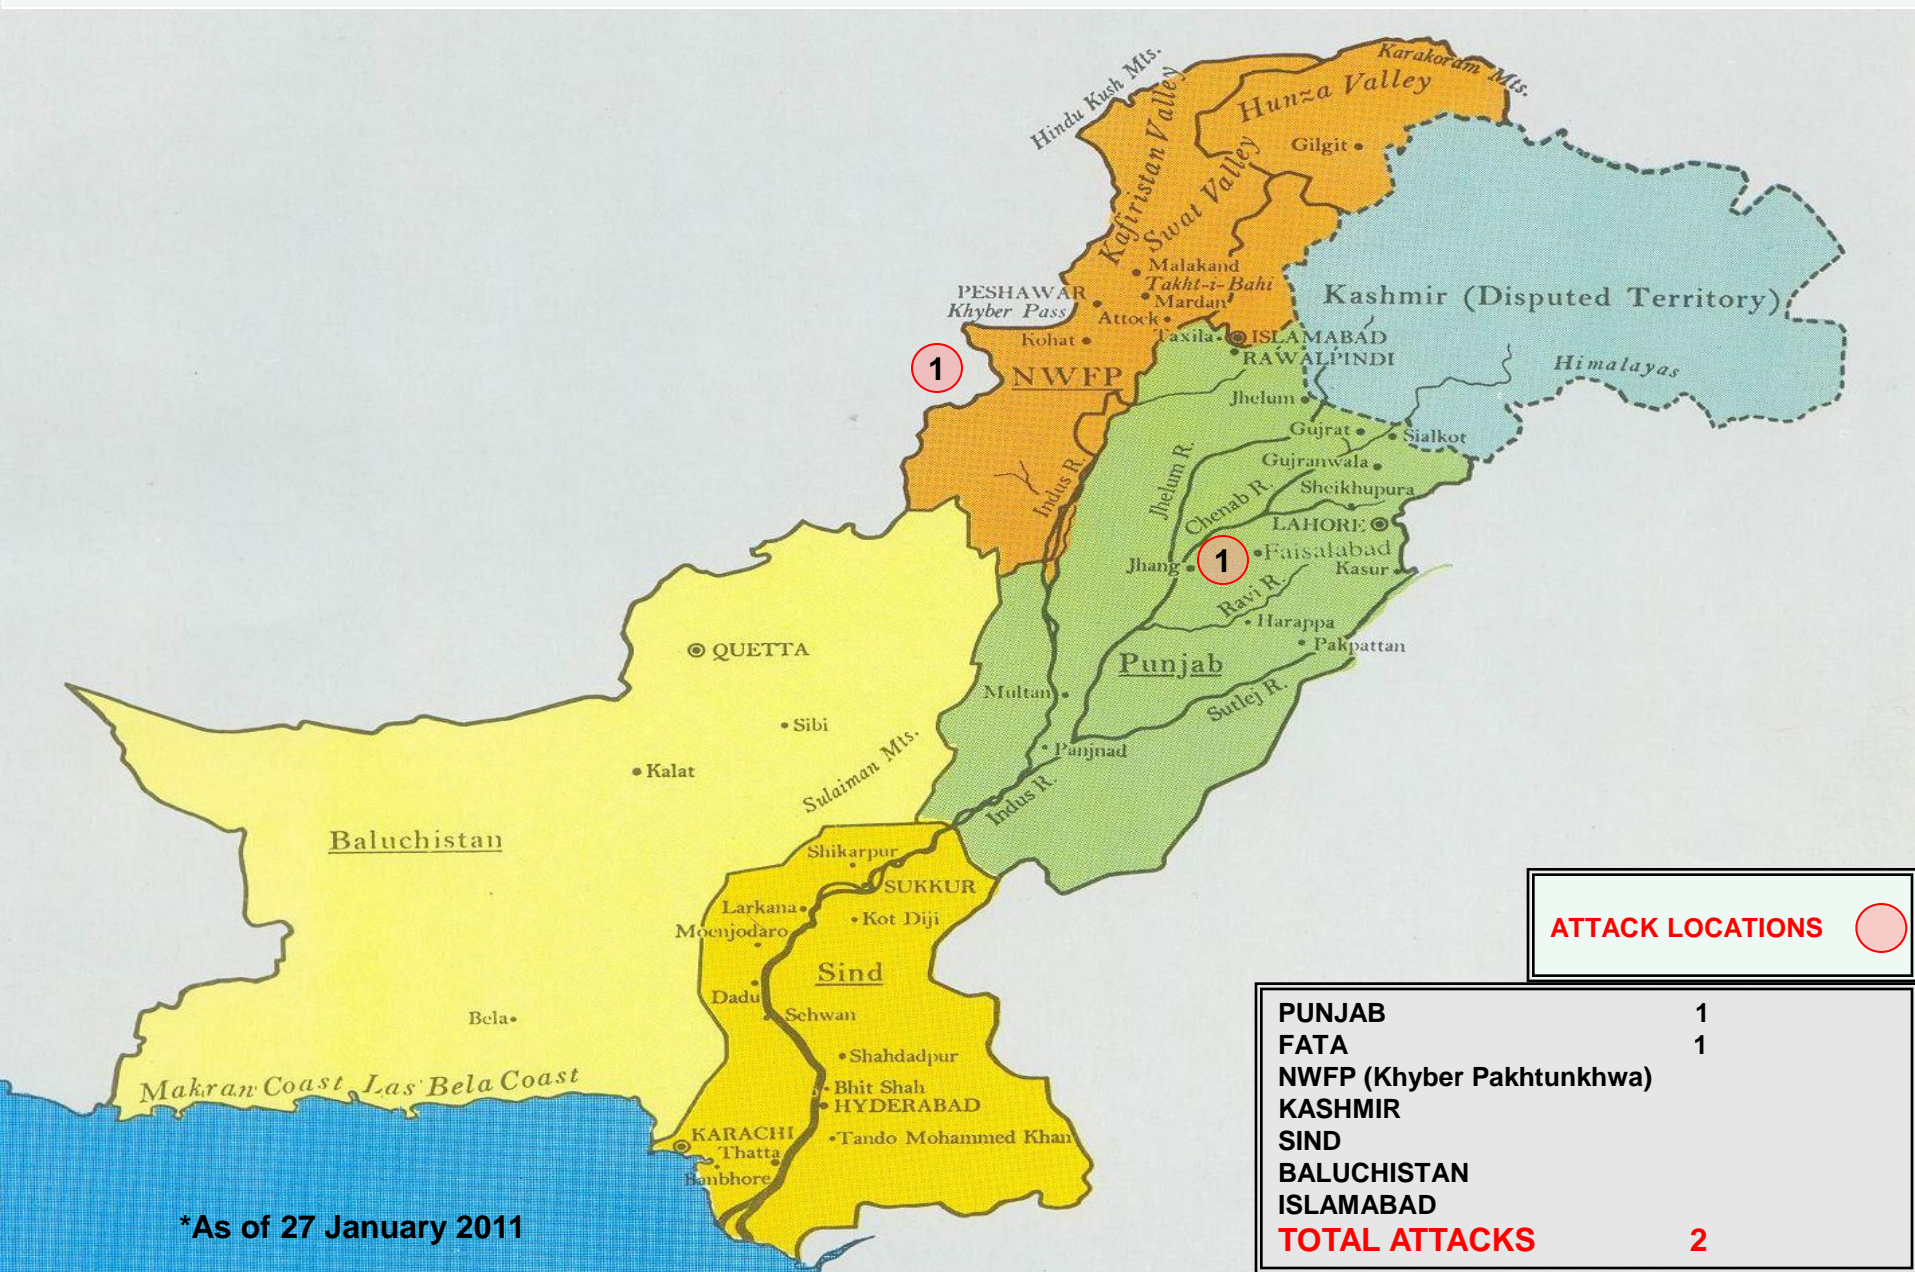 Hindu Kush Mts.
Karakoram Mts.
Hunza Valley
Gilgit
Kafiristan Valley
Swat Valley
Malakand
Takht-i-Bahi
PESHAWAR
Mardan
Khyber Pass
Attock
Kashmir (Disputed Territory)
Kohat
Taxila
ISLAMABAD
RAWALPINDI
Himalayas
1
NWFP
Jhelum
Gujrat
Sialkot
Gujranwala
Jhelum R.
Indus R.
Chenab R.
Sheikhupura
LAHORE
Jhang
1
Faisalabad
Kasur
Ravi R.
Harappa
Pakpattan
QUETTA
Punjab
Multan
Sutlej R.
Sibi
Panjnad
Kalat
Sulaiman Mts.
Indus R.
Baluchistan
Shikarpur
SUKKUR
Larkana
Kot Diji
Moenjodaro
Sind
Dadu
Sehwan
Bela
Shahdadpur
Makran Coast Las Bela Coast
Bhit Shah
HYDERABAD
KARACHI
Tando Mohammed Khan
Thatta
Banbhore
*As of 27 January 2011
ATTACK LOCATIONS
PUNJAB 1
FATA 1
NWFP (Khyber Pakhtunkhwa)
KASHMIR
SIND
BALUCHISTAN
ISLAMABAD
TOTAL ATTACKS 2